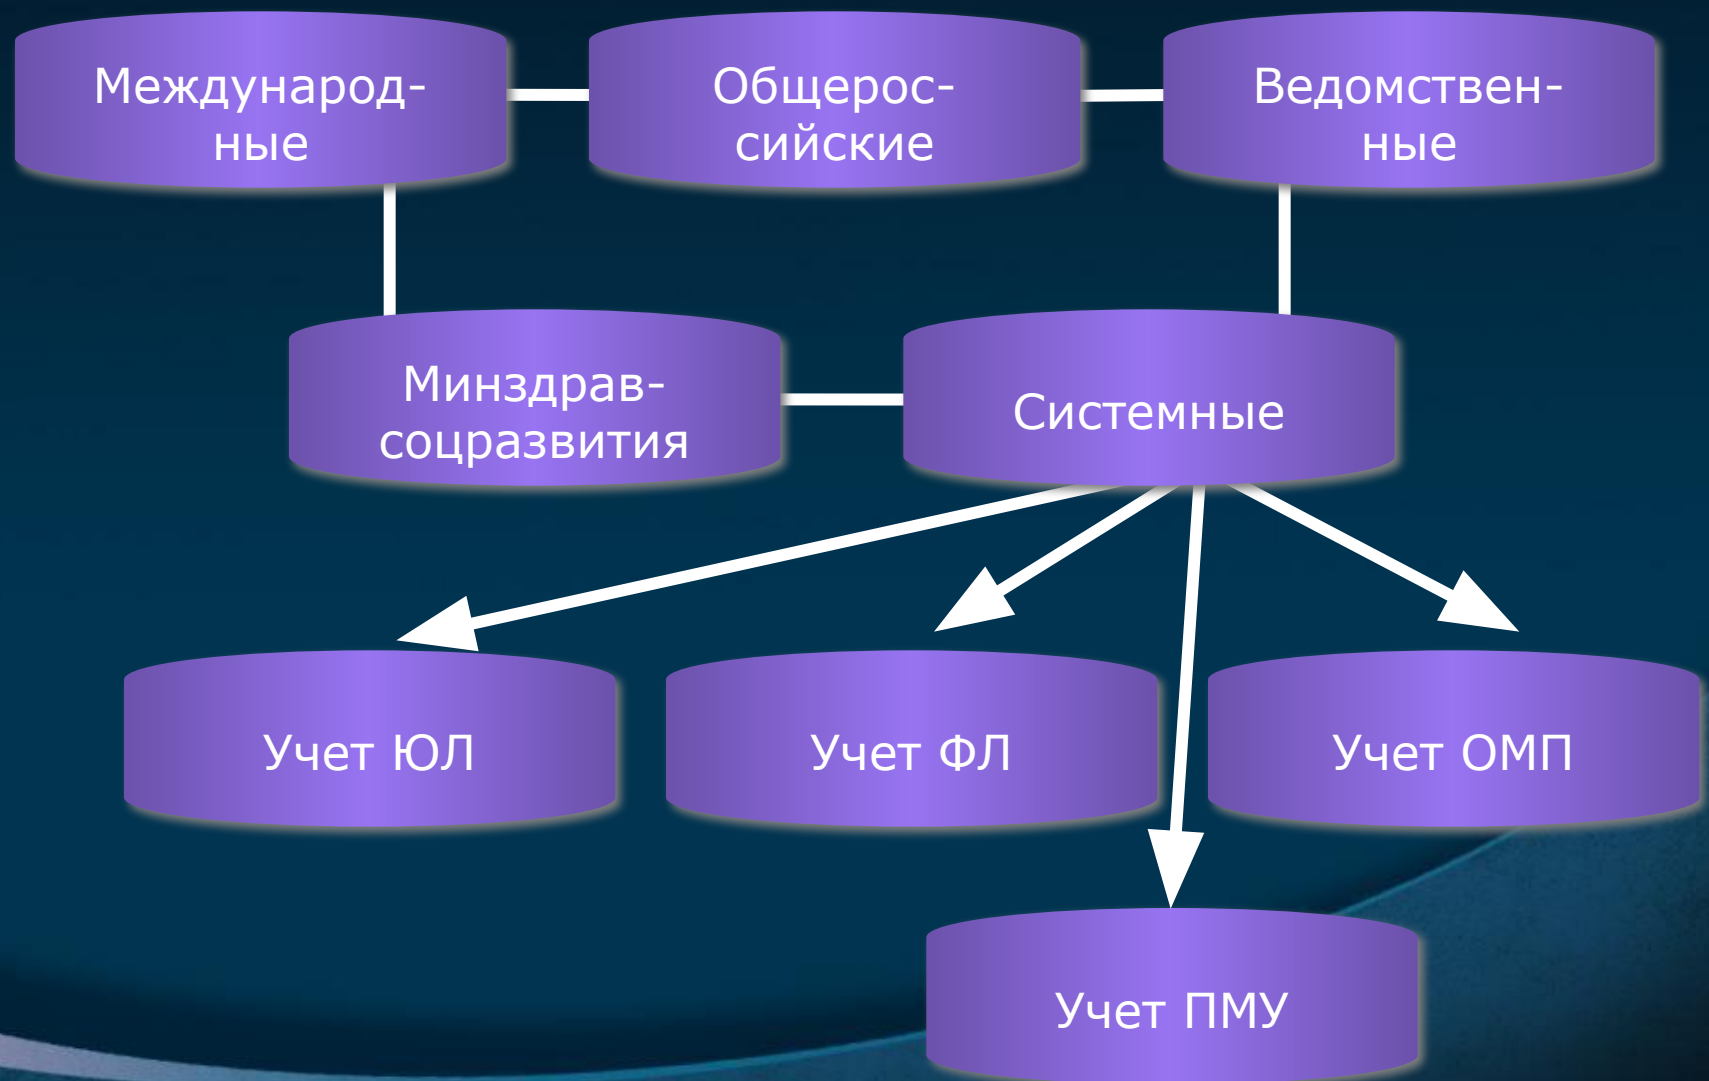 Международ-
ные
Общерос-
сийские
Ведомствен-
ные
Минздрав-
соцразвития
Системные
Учет ЮЛ
Учет ФЛ
Учет ОМП
Учет ПМУ